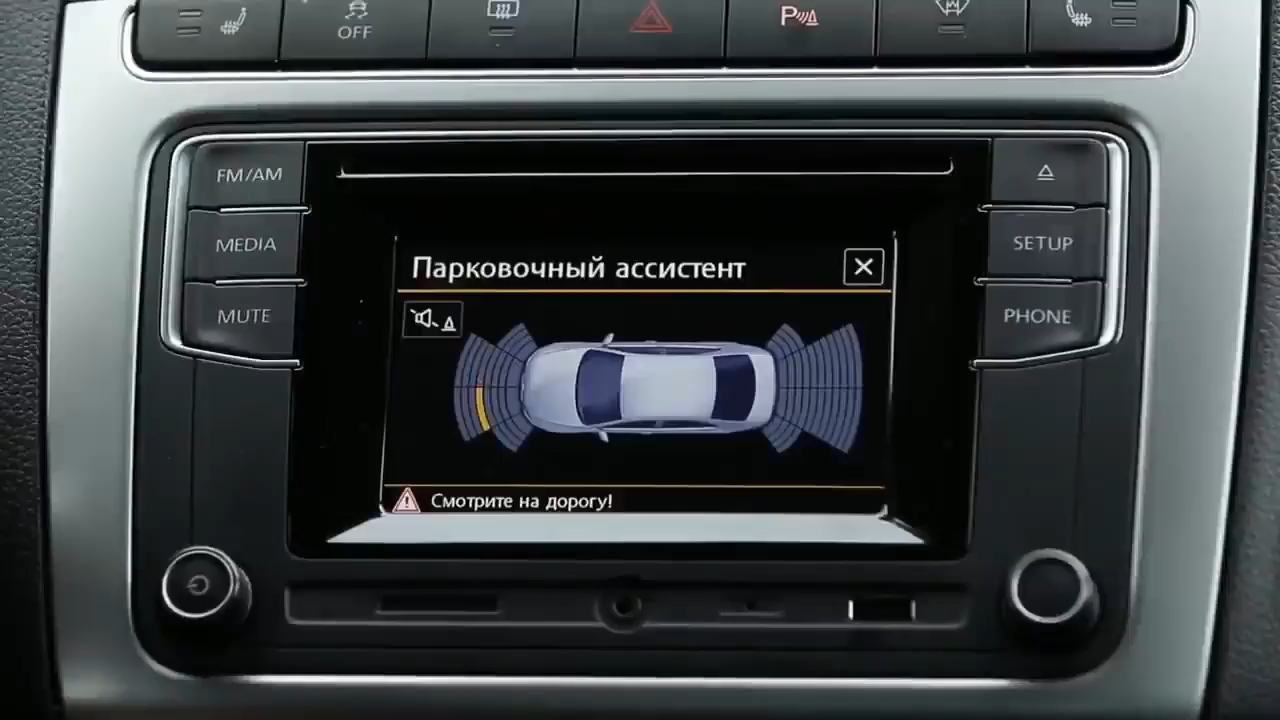 OFF
P
FM/AM
MEDIA
MUTE
SETUP
PHONE
Парковочный ассистент
Смотрите на дорогу!